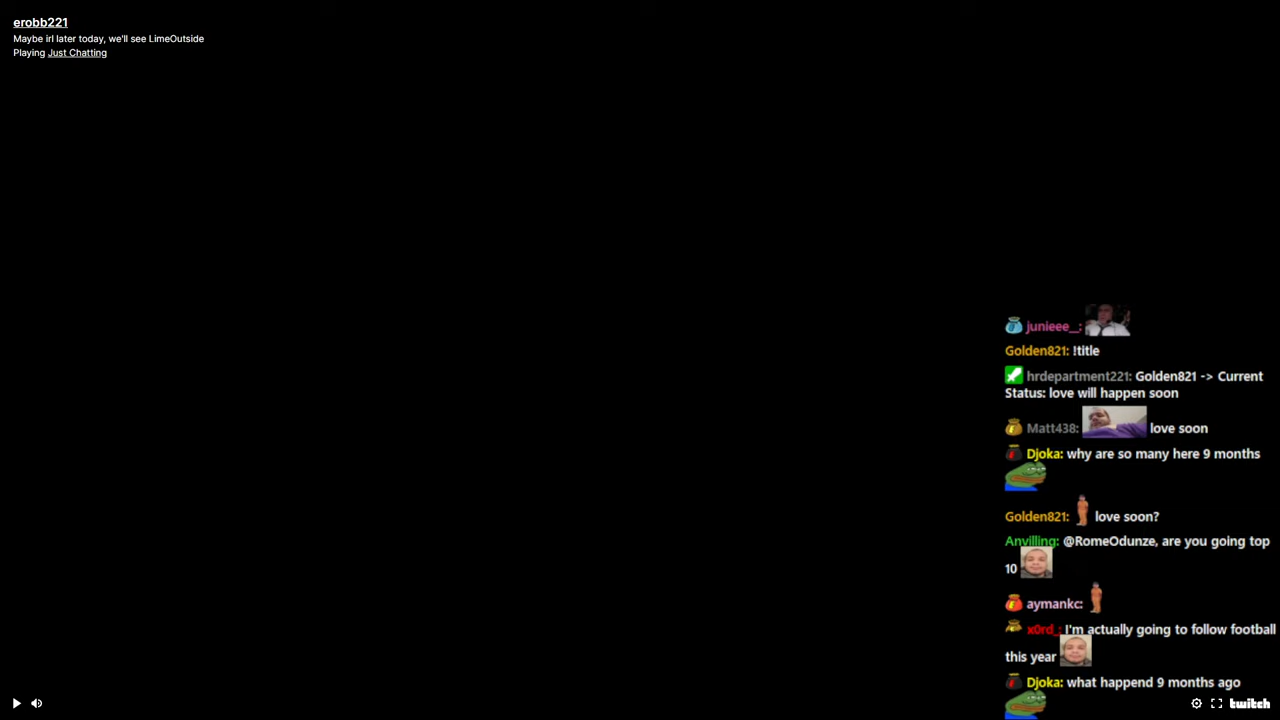 erobb221
Maybe irl later today, we'll see LimeOutside
Playing Just Chatting
junieee__:
Golden821: !title
hrdepartment221: Golden821 -> Current
Status: love will happen soon
Matt438: love soon
Djoka: why are so many here 9 months
Golden821: love soon?
Anvilling: @RomeOdunze, are you going top
10
aymankc:
x0rd_: I'm actually going to follow football
this year
Djoka: what happend 9 months ago
twitch